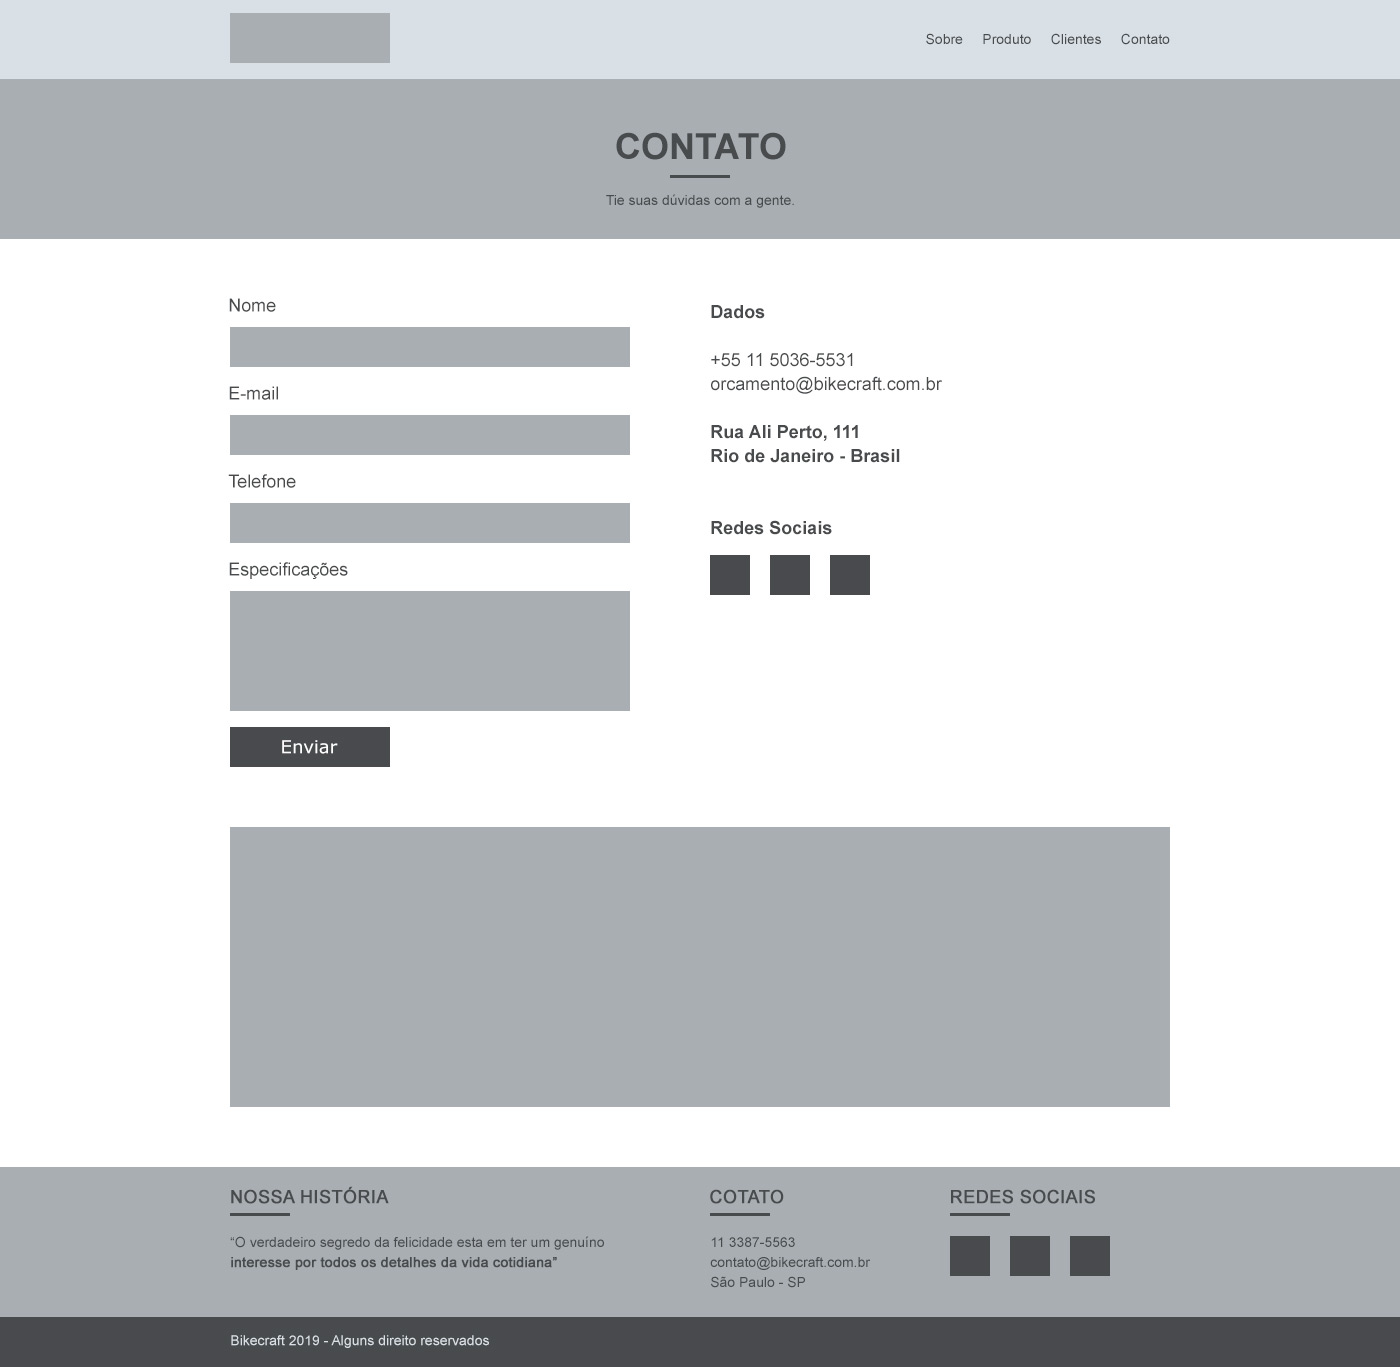 Sobre Produto Clientes Contato
CONTATO
Tie suas dúvidas com a gente.
Nome
E-mail
Telefone
Especificações
Enviar
Dados
+55 11 5036-5531
orcamento@bikecraft.com.br
Rua Ali Perto, 111
Rio de Janeiro - Brasil
Redes Sociais
NOSSA HISTÓRIA
“O verdadeiro segredo da felicidade esta em ter um genuíno
interesse por todos os detalhes da vida cotidiana”
COTATO
11 3387-5563
contato@bikecraft.com.br
São Paulo - SP
REDES SOCIAIS
Bikecraft 2019 - Alguns direito reservados